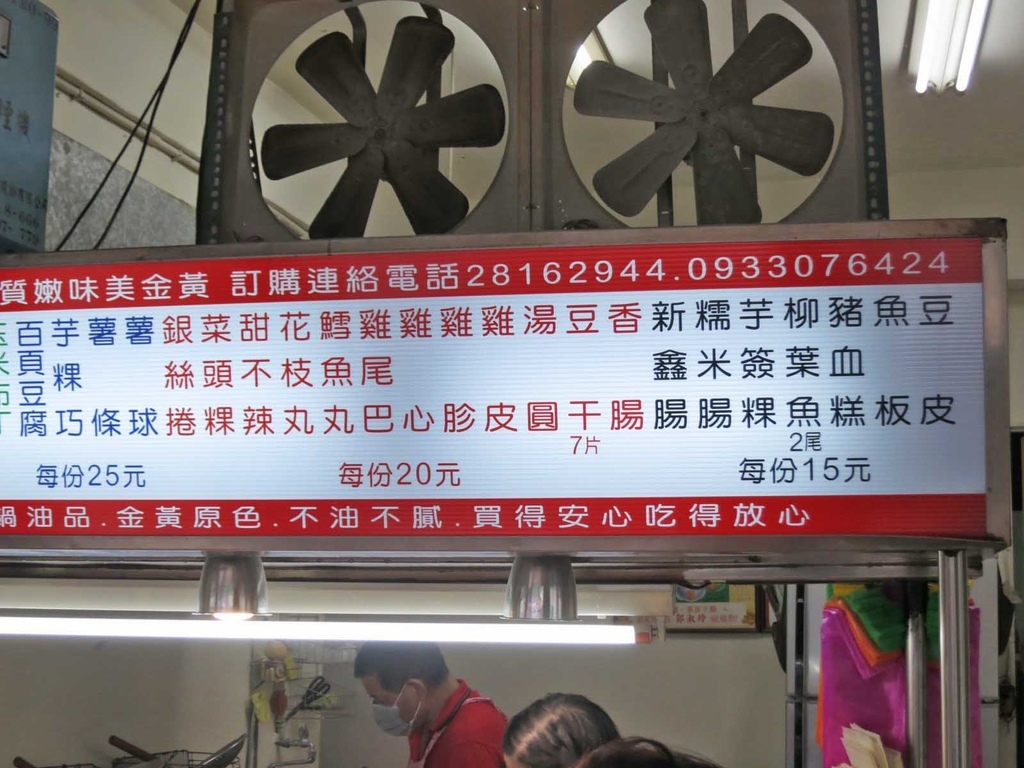 質嫩味美金黃 訂購連絡電話28162944.0933076424
豆皮
魚板
豬血糕
柳葉魚
2尾
芋簽粿
糯米腸
新鑫腸
每份15元
香腸
豆干
7片
湯圓
雞皮
雞胗
雞心
雞尾巴
鱈魚丸
花枝丸
甜不辣
菜頭粿
銀絲捲
每份20元
薯球
薯條
芋粿巧
百頁豆腐
每份25元
鍋油品.金黃原色.不油不膩.買得安心吃得放心